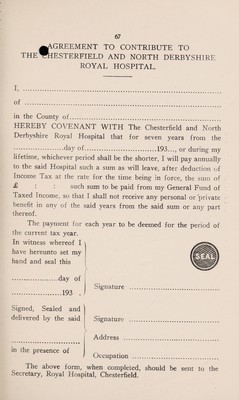 67
AGREEMENT TO CONTRIBUTE TO
THE CHESTERFIELD AND NORTH DERBYSHIRE
ROYAL HOSPITAL.
I, ..............................................................
of ..............................................................
in the County of..............................................................
HEREBY COVENANT WITH The Chesterfield and North
Derbyshire Royal Hospital that for seven years from the
........................day of..............................193..., or during my
lifetime, whichever period shall be the shorter, I will pay annually
to the said Hospital such a sum as will leave, after deduction of
Income Tax at the rate for the time being in force, the sum of
£ : : such sum to be paid from my General Fund of
Taxed Income, so that I shall not receive any personal or private
benefit in any of the said years from the said sum or any part
thereof.
The payment for each year to be deemed for the period of
the current tax year.
In witness whereof I
have hereunto set my
hand and seal this
SEAL
....................day of
....................193 .
Signature ..............................
Signed, Sealed and
delivered by the said
Signature ..............................
..............................
Address ..............................
in the presence of
Occupation ..............................
The above form, when completed, should be sent to the
Secretary, Royal Hospital, Chesterfield.